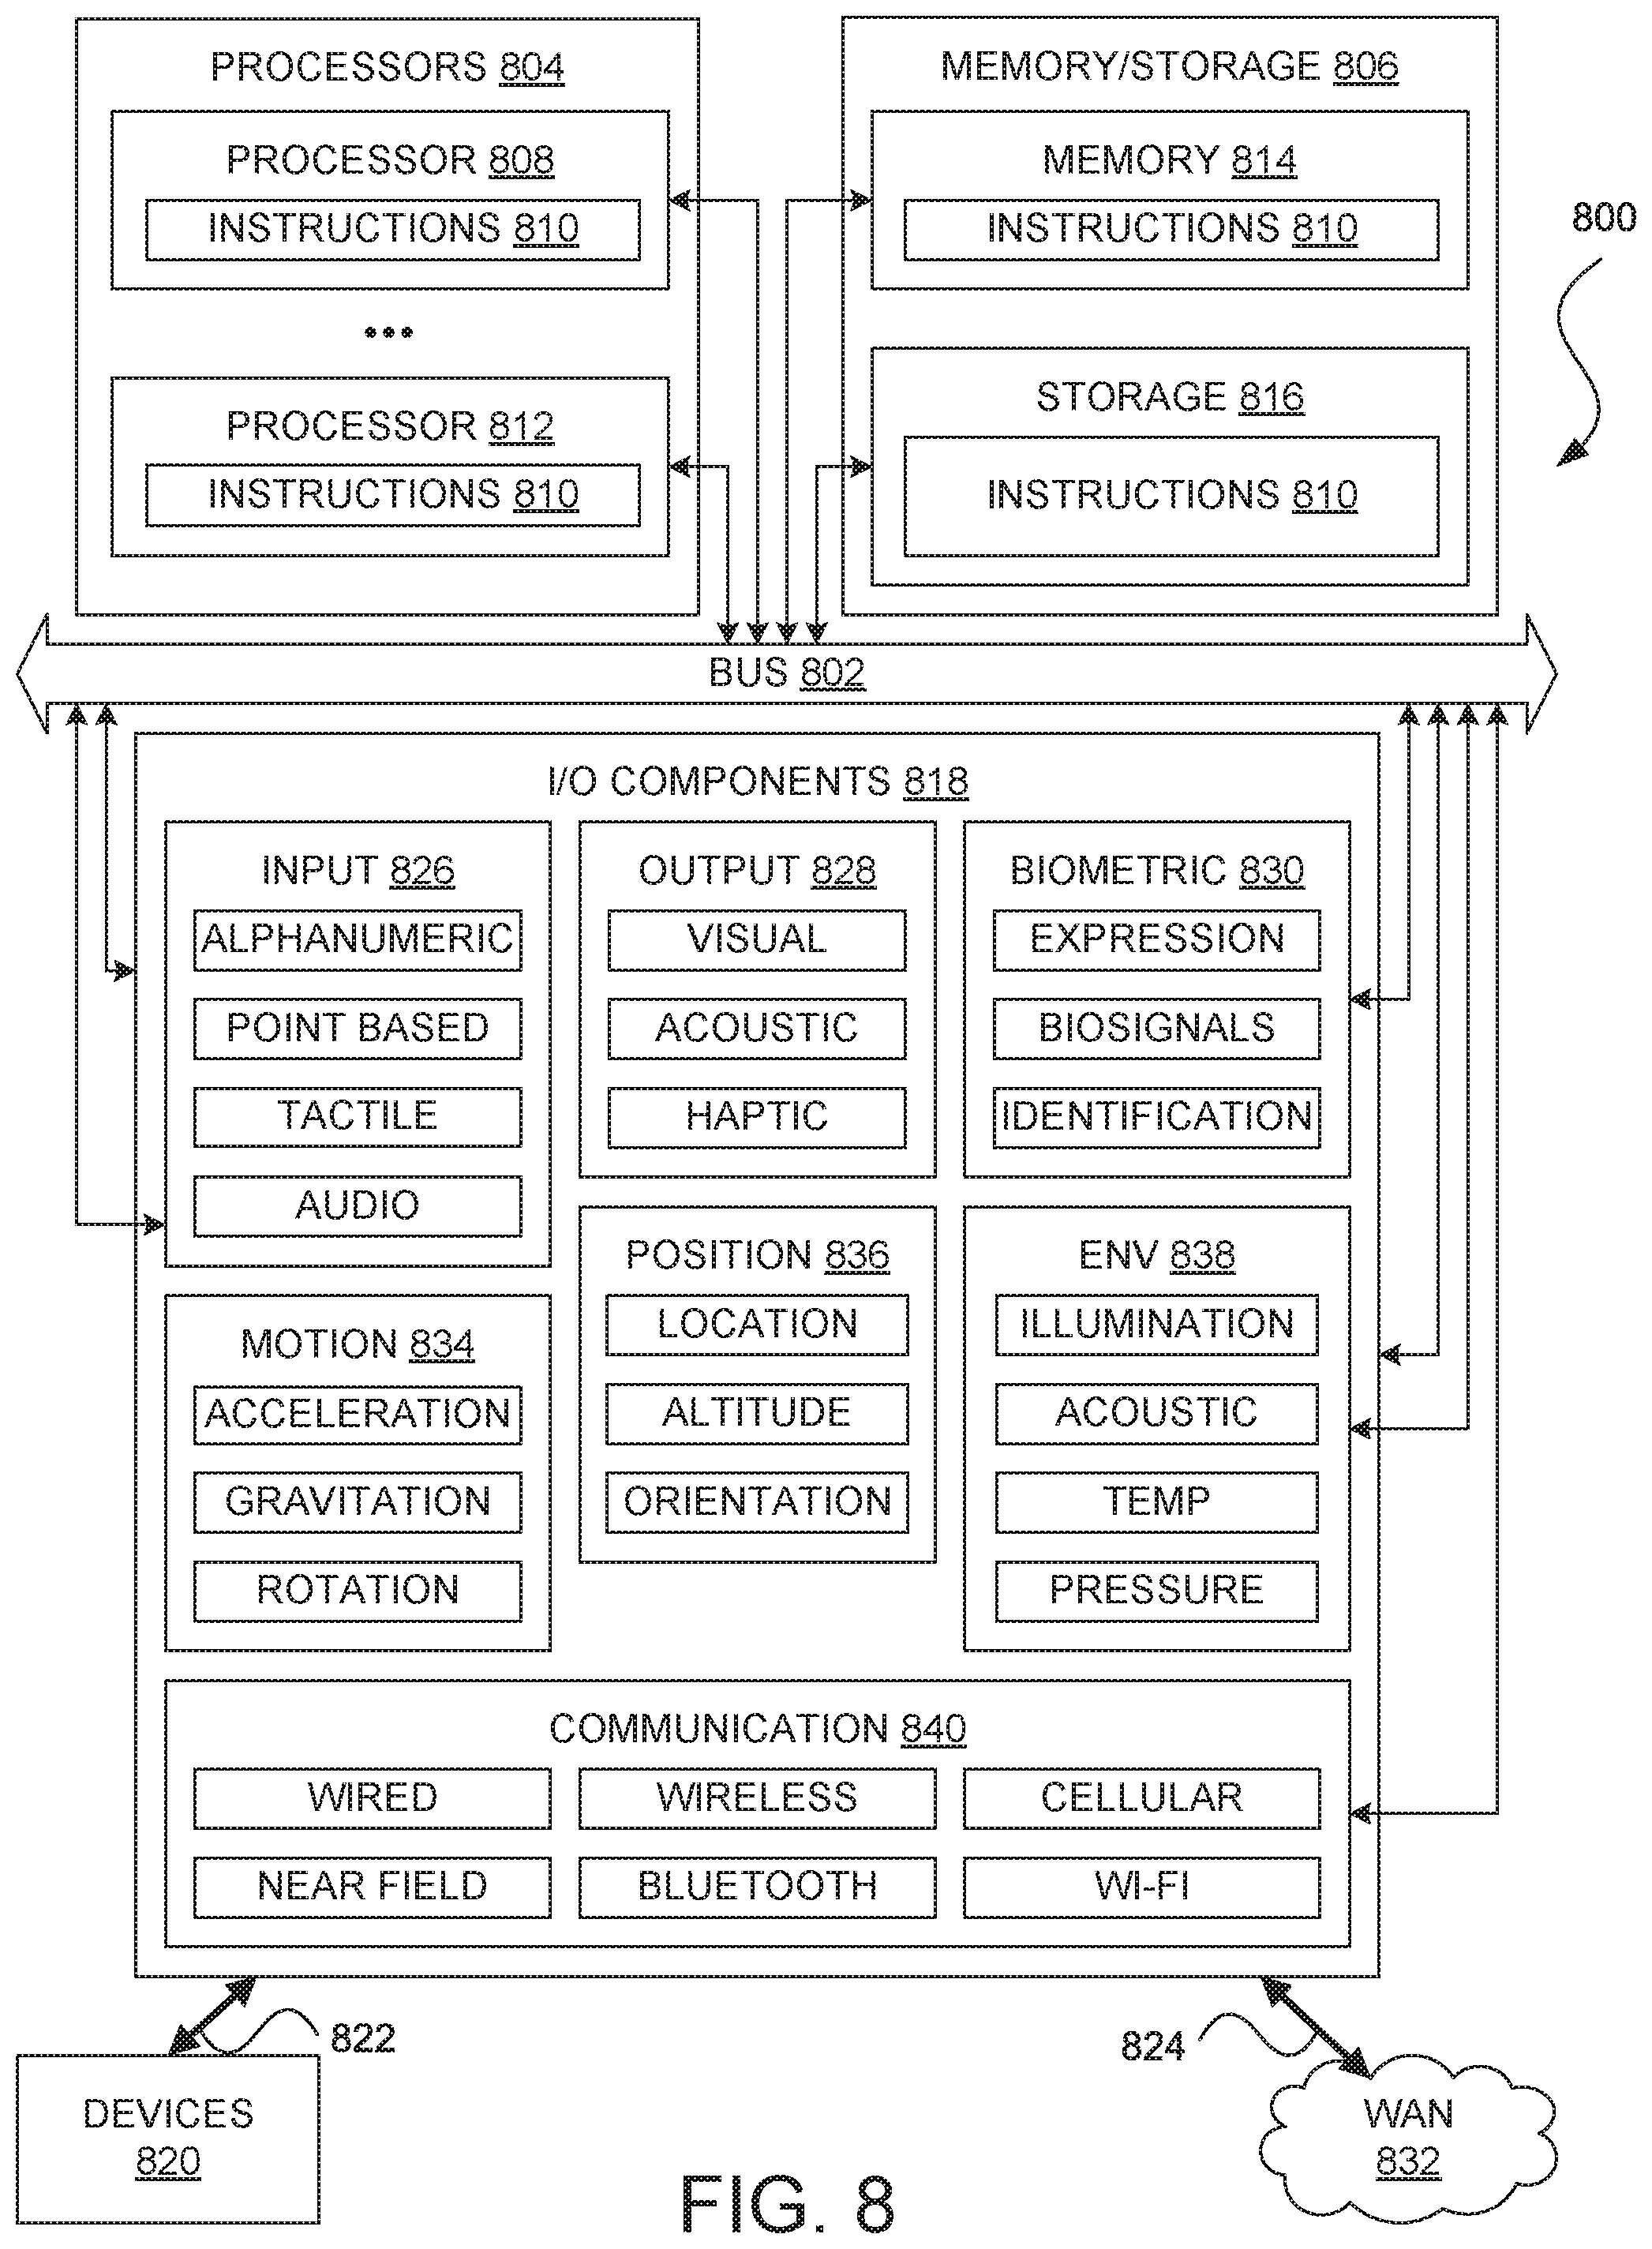 PROCESSORS 804
PROCESSOR 808
INSTRUCTIONS 810
...
PROCESSOR 812
INSTRUCTIONS 810
MEMORY/STORAGE 806
MEMORY 814
INSTRUCTIONS 810
STORAGE 816
INSTRUCTIONS 810
800
BUS 802
I/O COMPONENTS 818
INPUT 826
ALPHANUMERIC
POINT BASED
TACTILE
AUDIO
OUTPUT 828
VISUAL
ACOUSTIC
HAPTIC
BIOMETRIC 830
EXPRESSION
BIOSIGNALS
IDENTIFICATION
MOTION 834
ACCELERATION
GRAVITATION
ROTATION
POSITION 836
LOCATION
ALTITUDE
ORIENTATION
ENV 838
ILLUMINATION
ACOUSTIC
TEMP
PRESSURE
COMMUNICATION 840
WIRED
WIRELESS
CELLULAR
NEAR FIELD
BLUETOOTH
WI-FI
822
824
DEVICES
820
WAN
832
FIG. 8